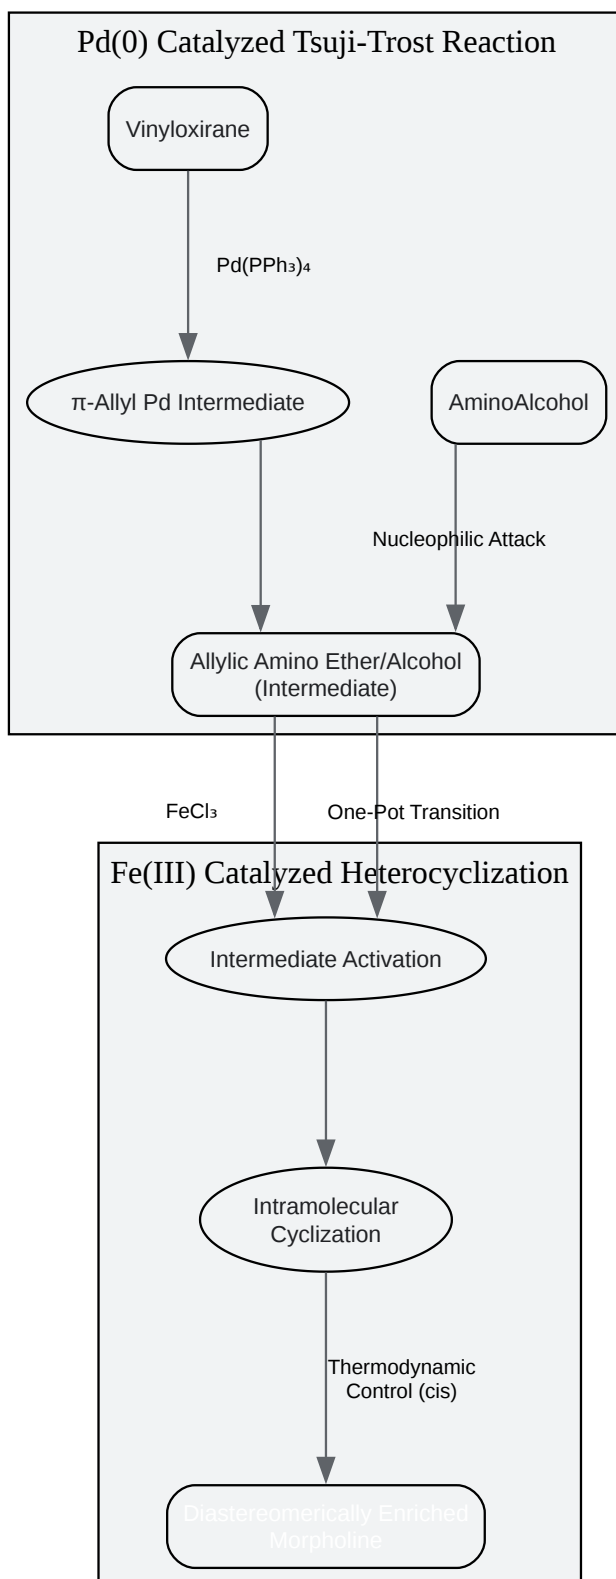 Pd(0) Catalyzed Tsuji-Trost Reaction
Vinyloxirane
Pd(PPh₃)₄
π-Allyl Pd Intermediate
AminoAlcohol
Nucleophilic Attack
Allylic Amino Ether/Alcohol
(Intermediate)
FeCl₃
One-Pot Transition
Fe(III) Catalyzed Heterocyclization
Intermediate Activation
Intramolecular
Cyclization
Thermodynamic
Control (cis)
Diastereomerically Enriched
Morpholine